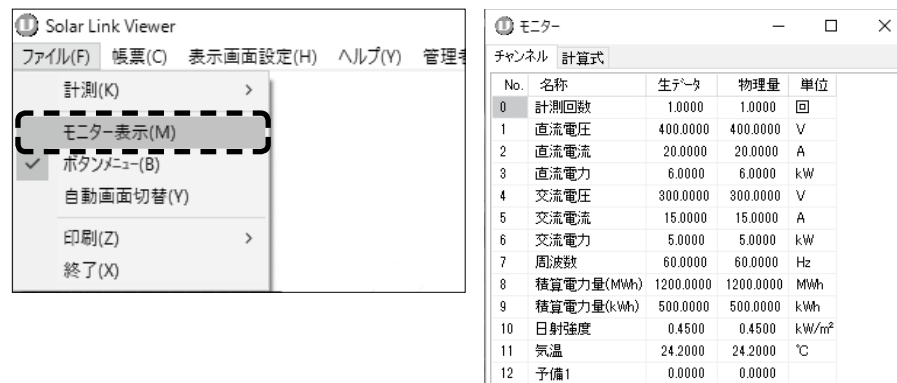 Solar Link Viewer
ファイル(F) 帳票(C) 表示画面設定(H) ヘルプ(Y) 管理
計測(K) >
モニター表示(M)
✓ ボタンメニュー(B)
自動画面切替(Y)
印刷(Z) >
終了(X)
モニター
チャンネル 計算式
No. 名称 生データ 物理量 単位
0 計測回数 1.0000 1.0000 回
1 直流電圧 400.0000 400.0000 V
2 直流電流 20.0000 20.0000 A
3 直流電力 6.0000 6.0000 kW
4 交流電圧 300.0000 300.0000 V
5 交流電流 15.0000 15.0000 A
6 交流電力 5.0000 5.0000 kW
7 周波数 60.0000 60.0000 Hz
8 積算電力量(MWh) 1200.0000 1200.0000 MWh
9 積算電力量(kWh) 500.0000 500.0000 kWh
10 日射強度 0.4500 0.4500 kW/m²
11 気温 24.2000 24.2000 ℃
12 予備1 0.0000 0.0000